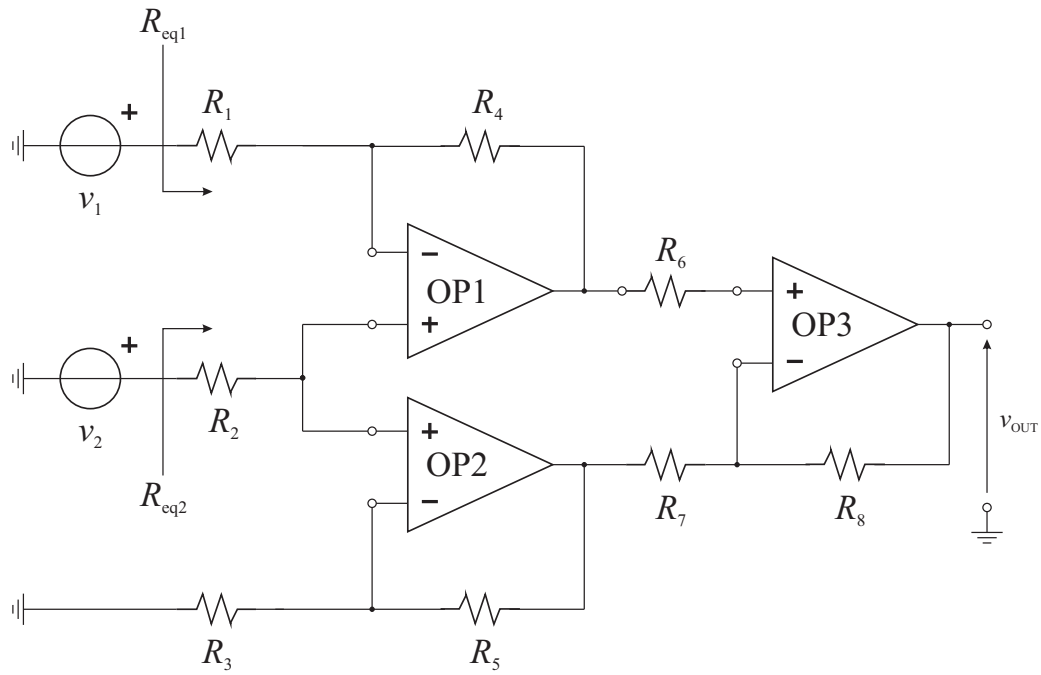 R_eq1
R_1
R_4
+
v_1
−
OP1
+
R_6
+
OP3
−
+
v_2
R_2
R_eq2
+
OP2
−
R_7
R_8
v_OUT
R_3
R_5